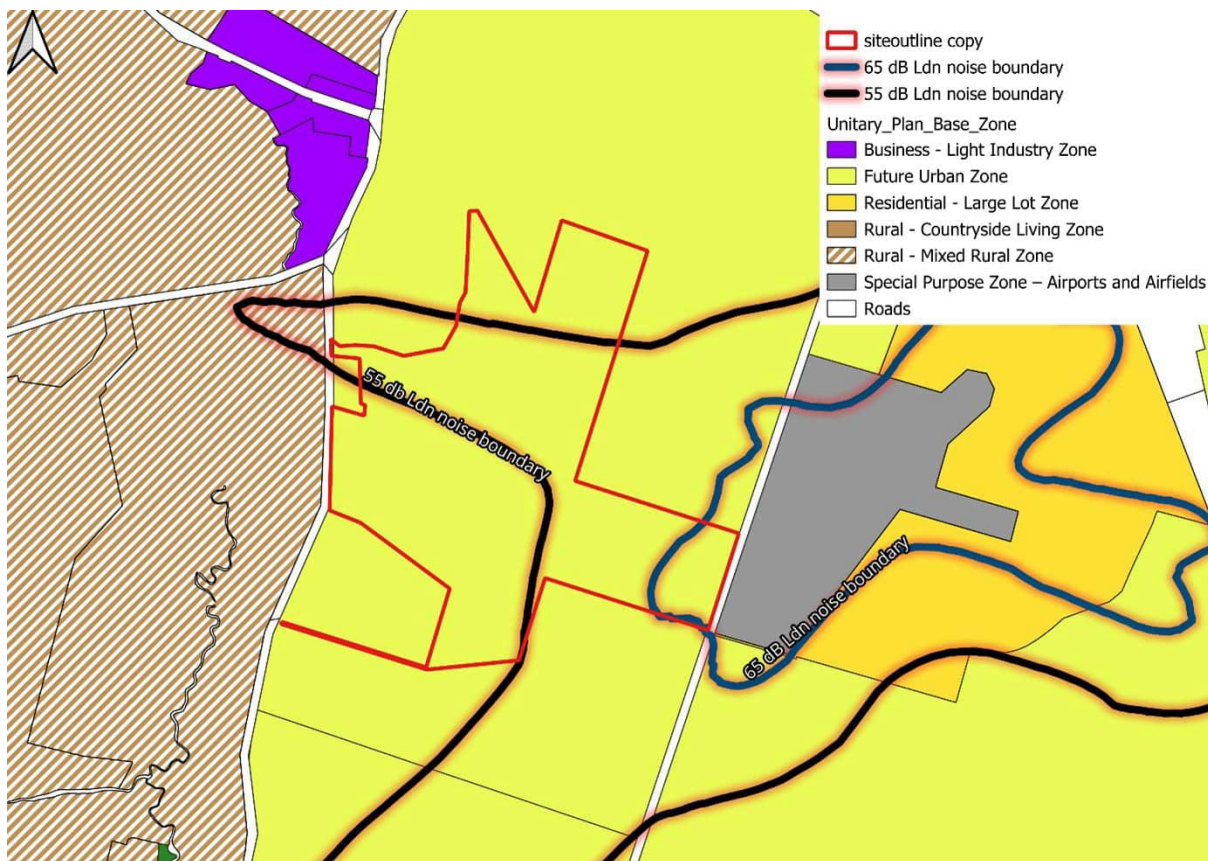 siteoutline copy
65 dB Ldn noise boundary
55 dB Ldn noise boundary
Unitary_Plan_Base_Zone
Business - Light Industry Zone
Future Urban Zone
Residential - Large Lot Zone
Rural - Countryside Living Zone
Rural - Mixed Rural Zone
Special Purpose Zone – Airports and Airfields
Roads
55 db Ldn noise boundary
65 dB Ldn noise boundary